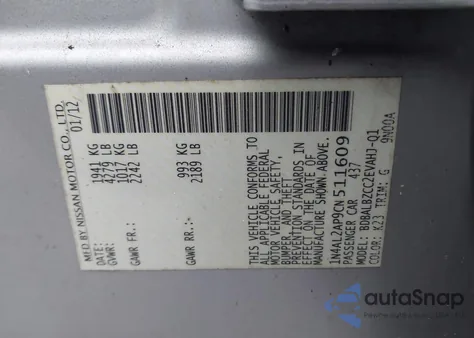 MFD BY NISSAN MOTOR CO., LTD.
DATE: 01/12
GVWR: 1941 KG
4279 LB
GAWR FR.: 1017 KG
2242 LB
GAWR RR.: 993 KG
2189 LB
THIS VEHICLE CONFORMS TO
ALL APPLICABLE FEDERAL
MOTOR VEHICLE SAFETY,
BUMPER, AND THEFT
PREVENTION STANDARDS IN
EFFECT ON THE DATE OF
MANUFACTURE SHOWN ABOVE.
1N4AL2AP9CN511609
PASSENGER CAR 437
MODEL: BDBALBZCC2EVAHJ-Q1
COLOR: K23 TRIM: G 9N00A
autoSnap